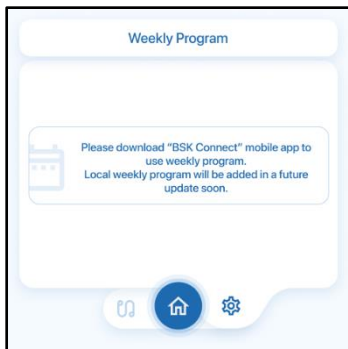 Weekly Program
Please download “BSK Connect” mobile app to
use weekly program.
Local weekly program will be added in a future
update soon.